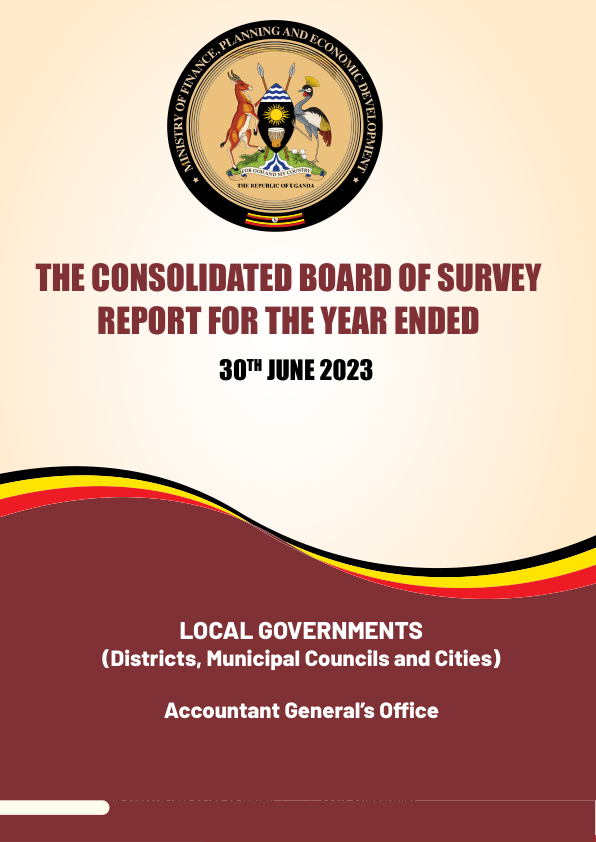 MINISTRY OF FINANCE, PLANNING AND ECONOMIC DEVELOPMENT
FOR GOD AND MY COUNTRY
THE REPUBLIC OF UGANDA
THE CONSOLIDATED BOARD OF SURVEY
REPORT FOR THE YEAR ENDED
30TH JUNE 2023
LOCAL GOVERNMENTS
(Districts, Municipal Councils and Cities)
Accountant General’s Office